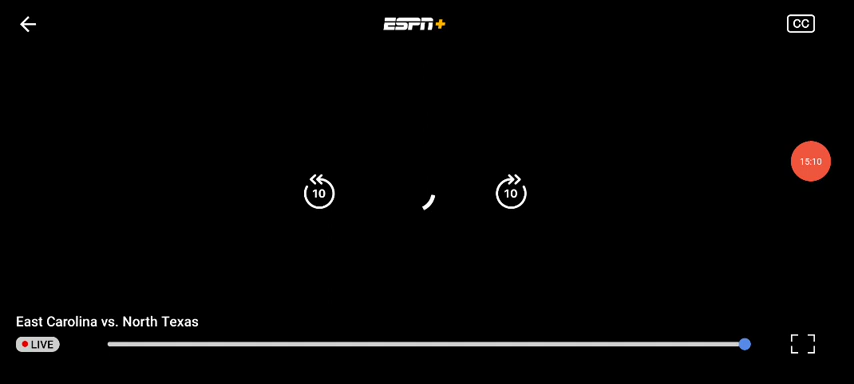 ESPN+
CC
15:10
10
10
East Carolina vs. North Texas
LIVE